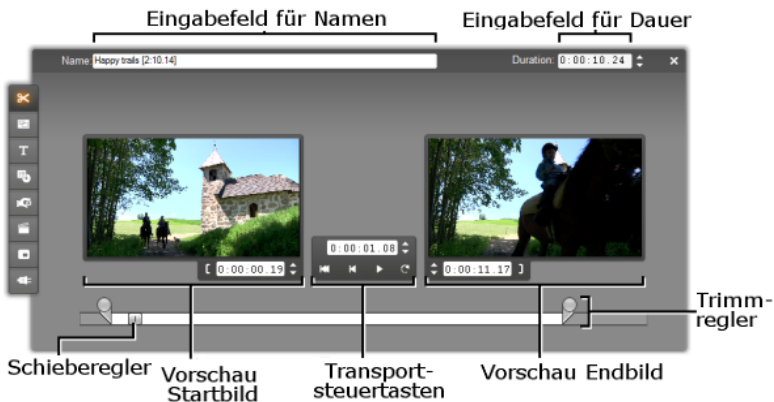 Eingabefeld für Namen
Eingabefeld für Dauer
Name: Happy trails [2:10.14]
Duration: 0:00:10.24
T
0:00:01.08
[ 0:00:00.19
0:00:11.17 ]
Trimm-
regler
Schieberegler
Vorschau
Startbild
Transport-
steuertasten
Vorschau Endbild